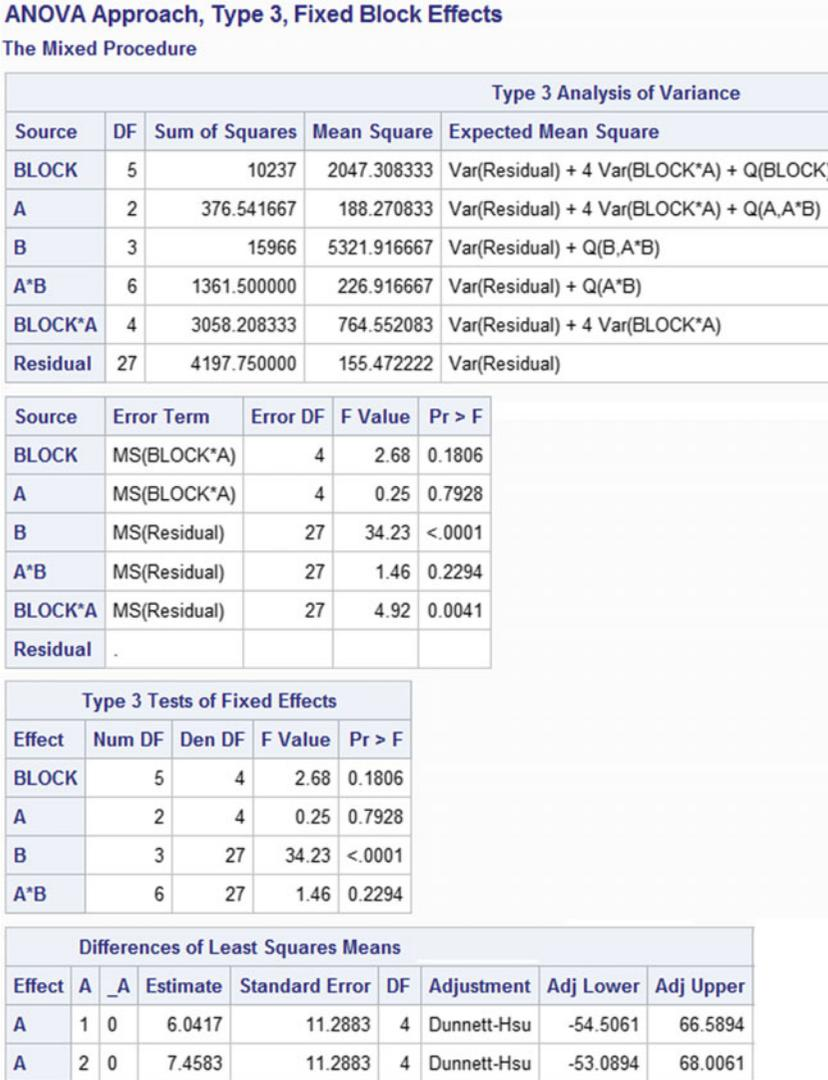 ANOVA Approach, Type 3, Fixed Block Effects
The Mixed Procedure
Type 3 Analysis of Variance
Source DF Sum of Squares Mean Square Expected Mean Square
BLOCK 5 10237 2047.308333 Var(Residual) + 4 Var(BLOCK*A) + Q(BLOCK)
A 2 376.541667 188.270833 Var(Residual) + 4 Var(BLOCK*A) + Q(A,A*B)
B 3 15966 5321.916667 Var(Residual) + Q(B,A*B)
A*B 6 1361.500000 226.916667 Var(Residual) + Q(A*B)
BLOCK*A 4 3058.208333 764.552083 Var(Residual) + 4 Var(BLOCK*A)
Residual 27 4197.750000 155.472222 Var(Residual)
Source Error Term Error DF F Value Pr > F
BLOCK MS(BLOCK*A) 4 2.68 0.1806
A MS(BLOCK*A) 4 0.25 0.7928
B MS(Residual) 27 34.23 <.0001
A*B MS(Residual) 27 1.46 0.2294
BLOCK*A MS(Residual) 27 4.92 0.0041
Residual .
Type 3 Tests of Fixed Effects
Effect Num DF Den DF F Value Pr > F
BLOCK 5 4 2.68 0.1806
A 2 4 0.25 0.7928
B 3 27 34.23 <.0001
A*B 6 27 1.46 0.2294
Differences of Least Squares Means
Effect A _A Estimate Standard Error DF Adjustment Adj Lower Adj Upper
A 1 0 6.0417 11.2883 4 Dunnett-Hsu -54.5061 66.5894
A 2 0 7.4583 11.2883 4 Dunnett-Hsu -53.0894 68.0061